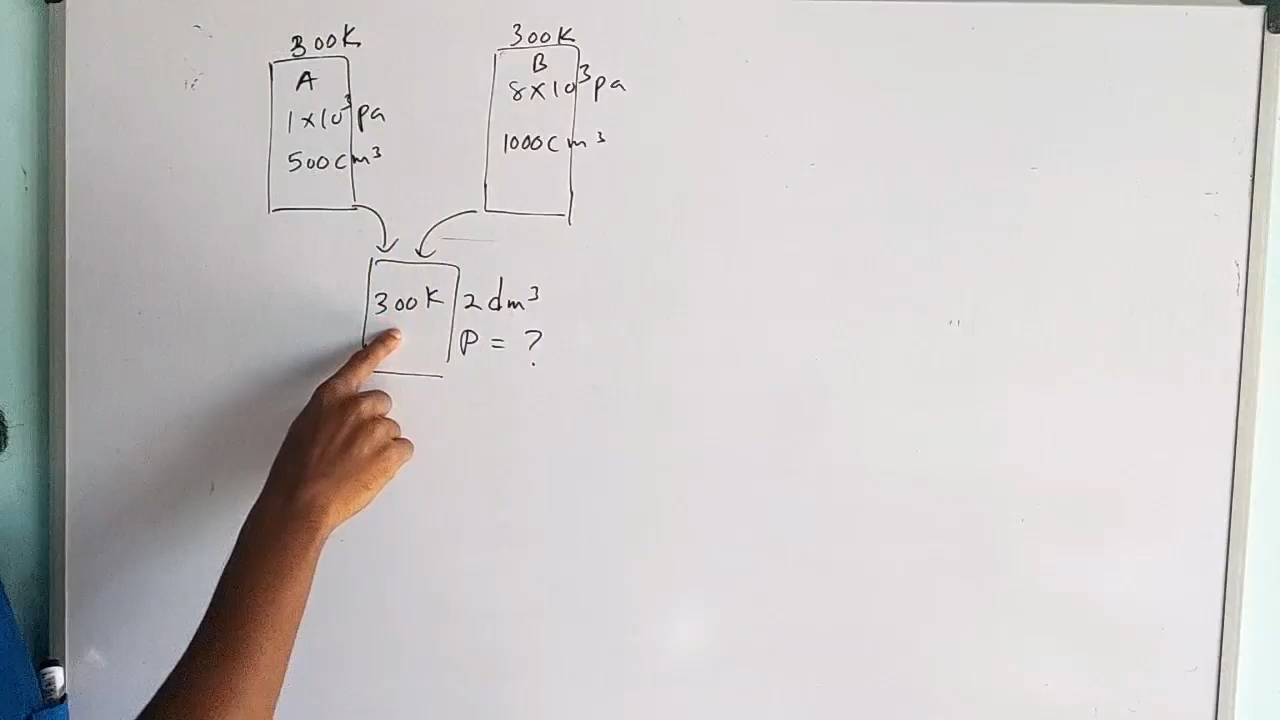 300K
A
1×10³pa
500cm³
300K
B
8×10³pa
1000cm³
300K
2dm³
P = ?